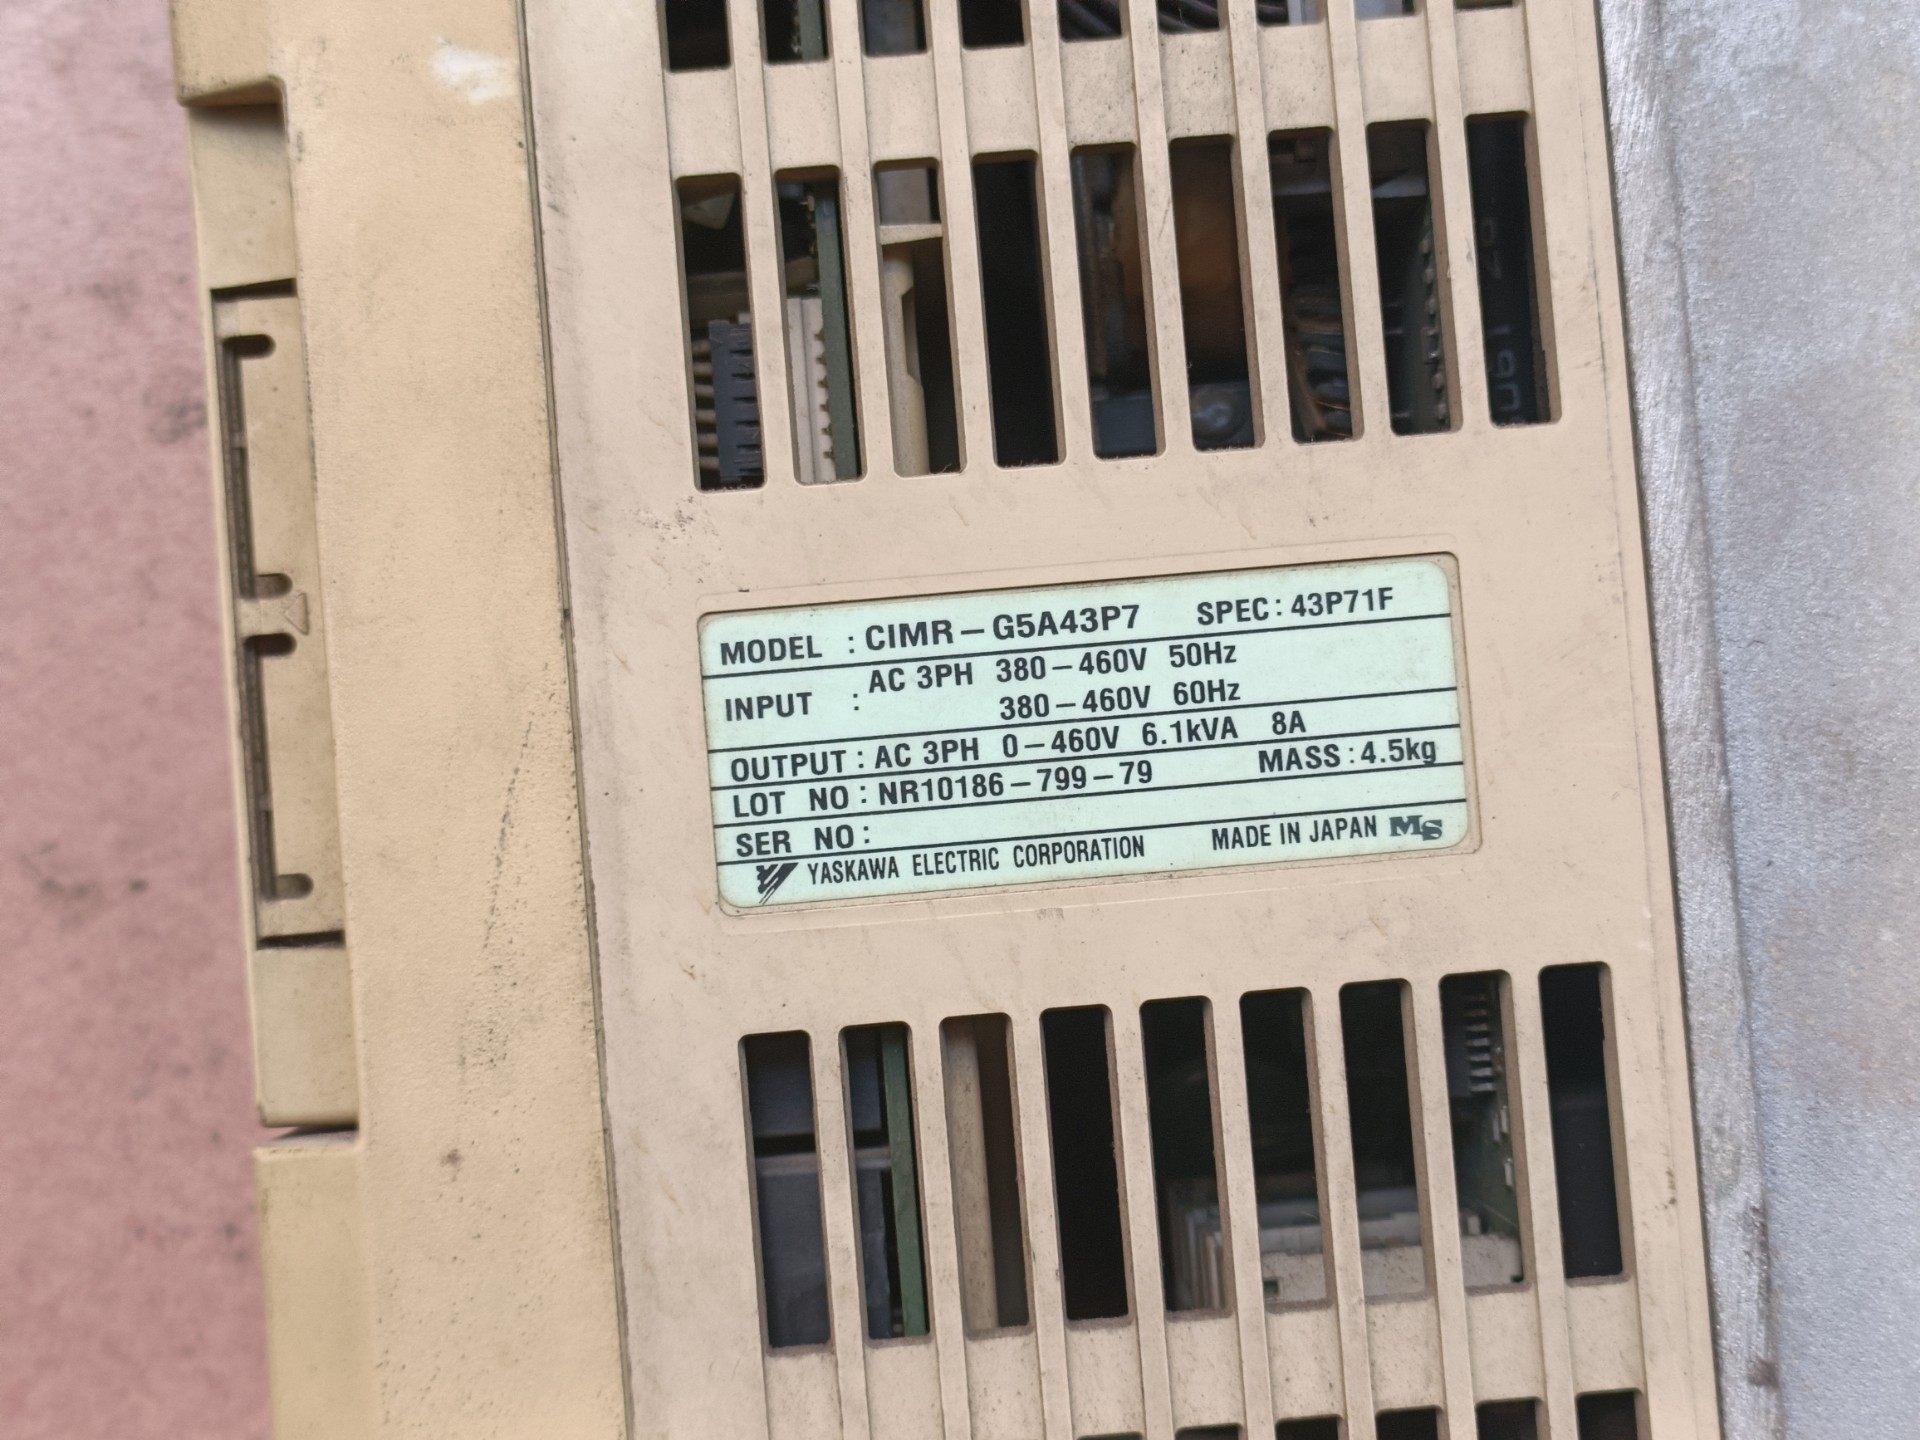 MODEL : CIMR-G5A43P7 SPEC: 43P71F
INPUT : AC 3PH 380-460V 50Hz
380-460V 60Hz
OUTPUT : AC 3PH 0-460V 6.1kVA 8A
LOT NO : NR10186-799-79 MASS : 4.5kg
SER NO :
YASKAWA ELECTRIC CORPORATION MADE IN JAPAN MS